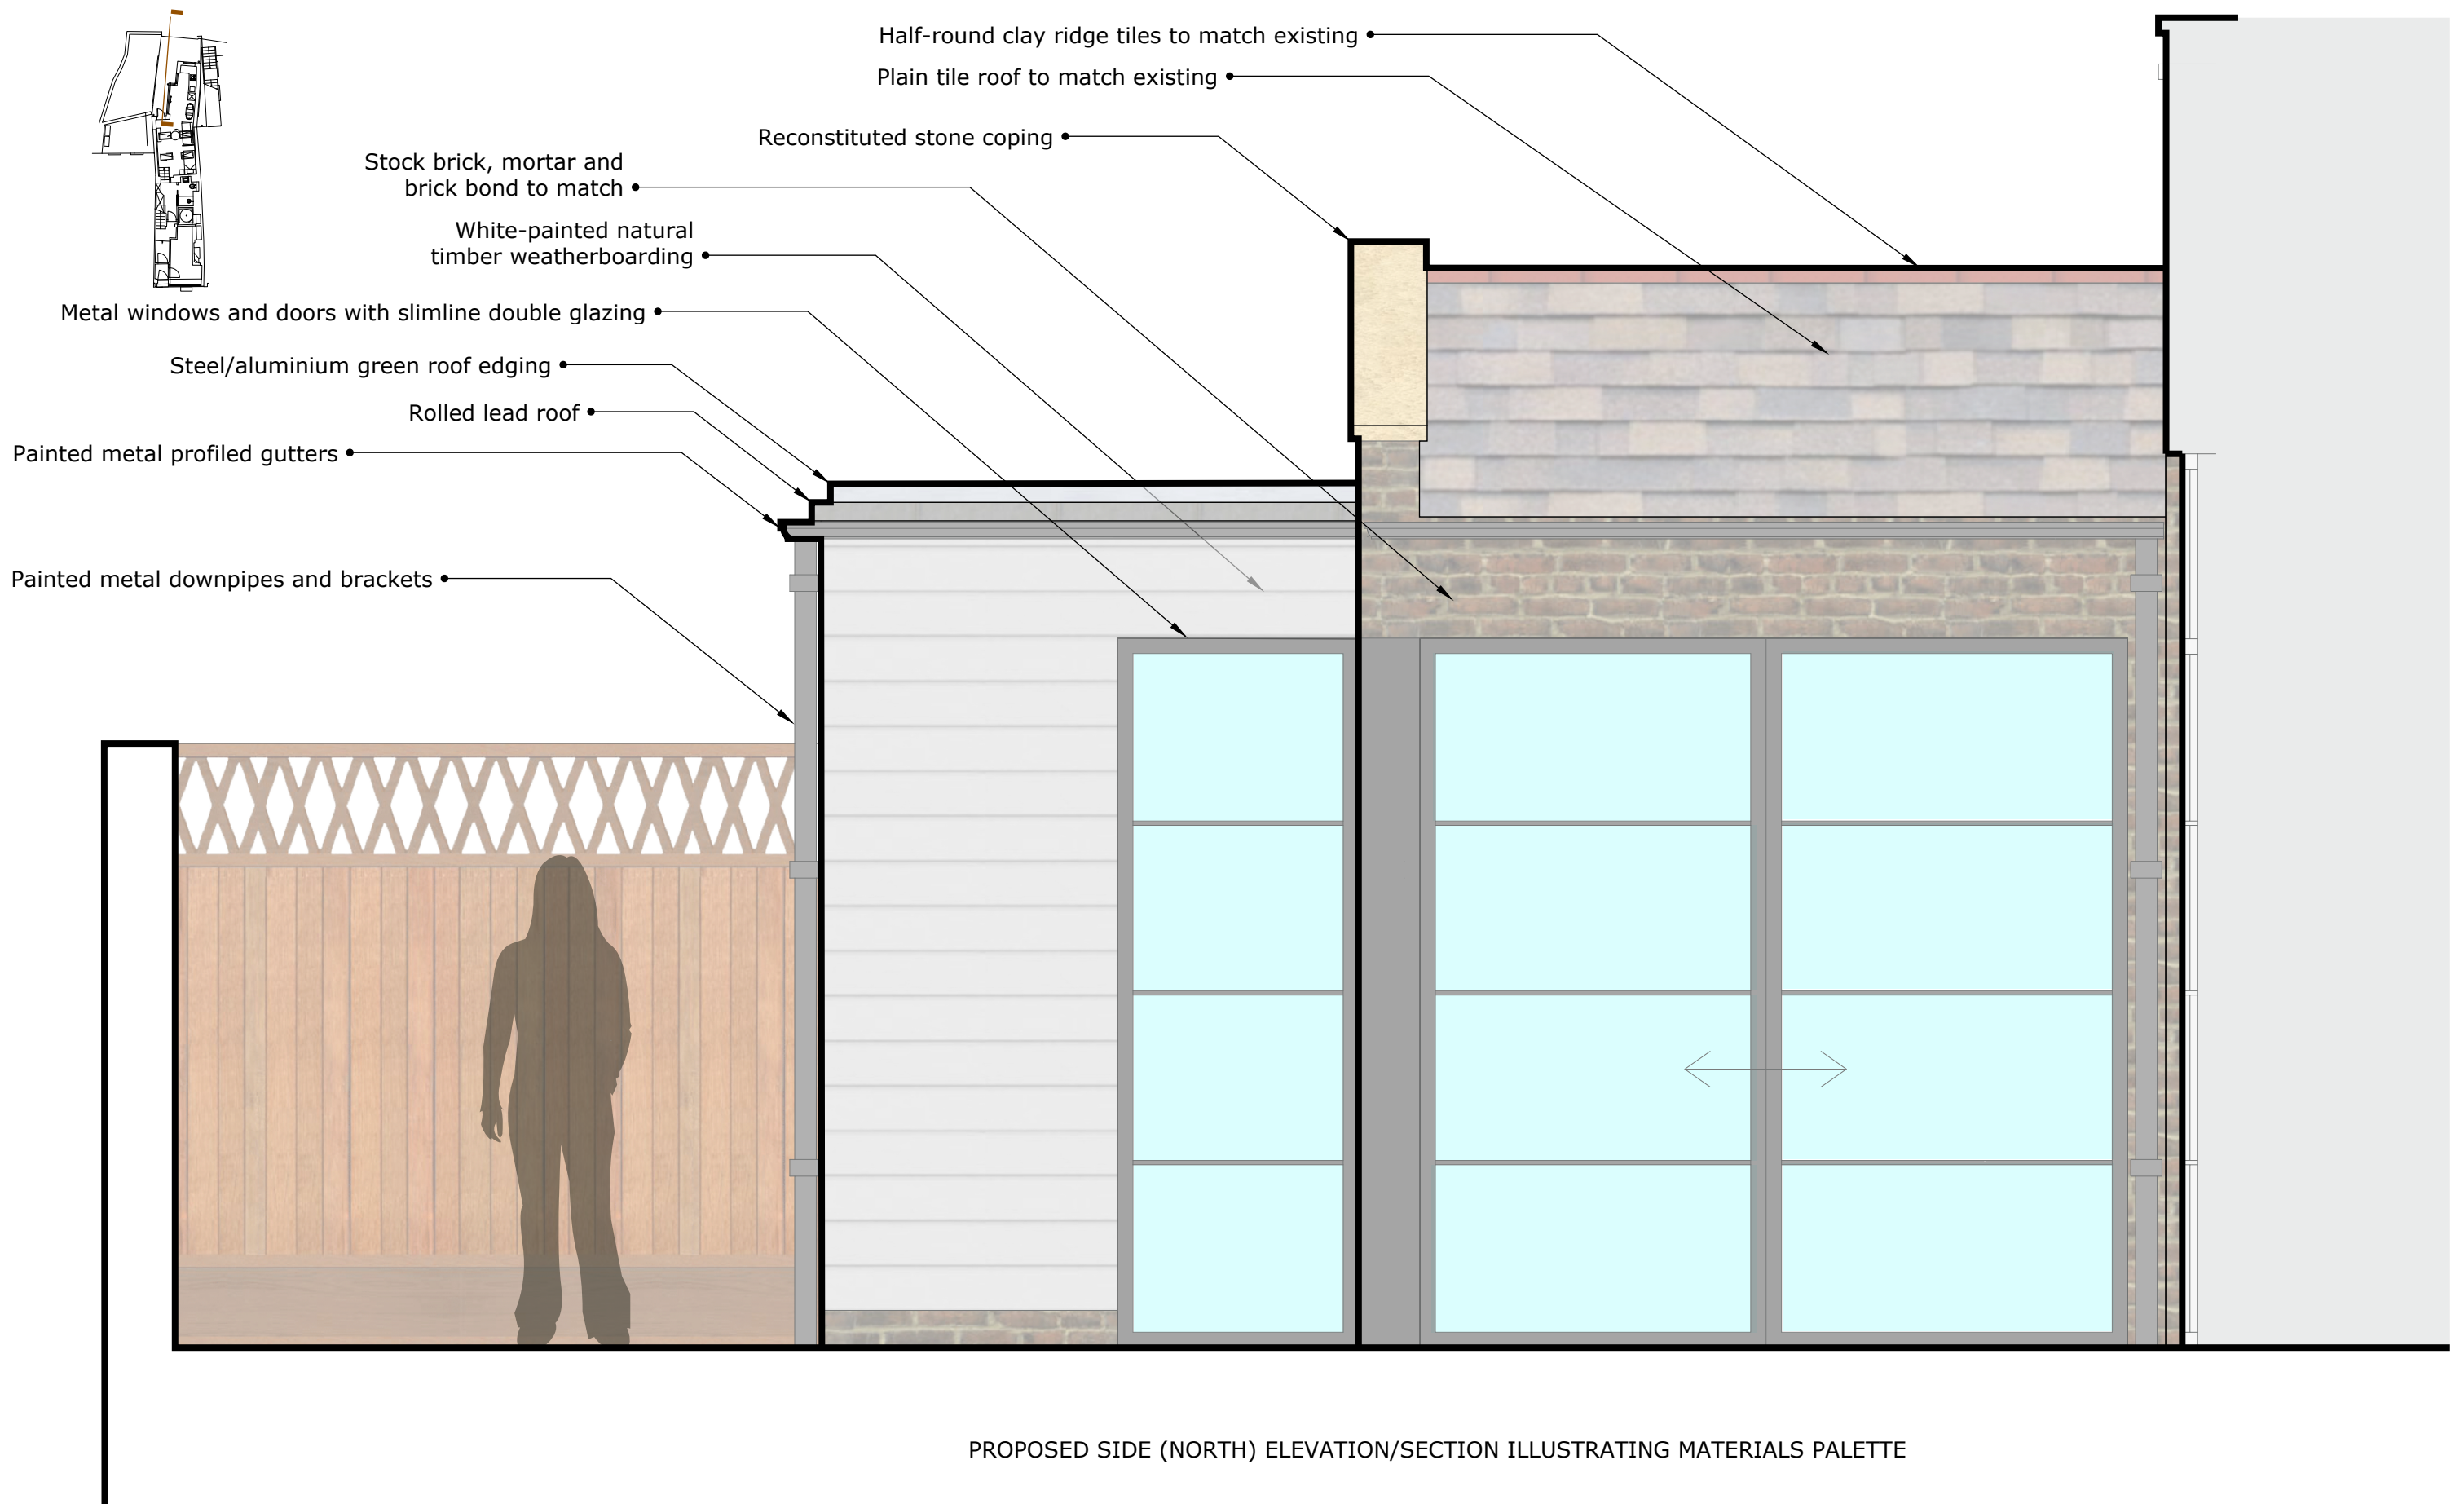 Half-round clay ridge tiles to match existing
Plain tile roof to match existing
Reconstituted stone coping
Stock brick, mortar and
brick bond to match
White-painted natural
timber weatherboarding
Metal windows and doors with slimline double glazing
Steel/aluminium green roof edging
Rolled lead roof
Painted metal profiled gutters
Painted metal downpipes and brackets
PROPOSED SIDE (NORTH) ELEVATION/SECTION ILLUSTRATING MATERIALS PALETTE